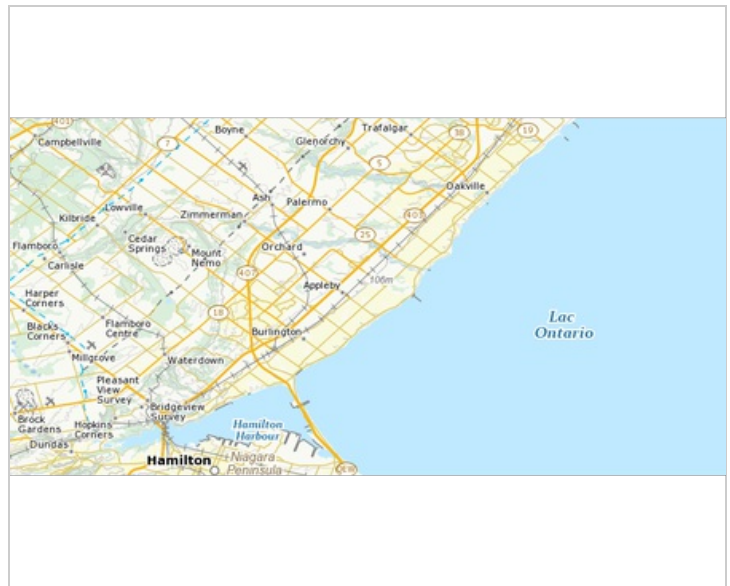 401
Campbellville
7
Boyne
Trafalgar
38
19
Glenorchy
5
Oakville
Ash
Palermo
Lowville
Kilbride
Zimmerman
403
25
Cedar
Springs
Mount
Nemo
Orchard
Flamboro
Carlisle
407
106m
Appleby
Harper
Corners
18
Lac
Ontario
Blacks
Corners
Flamboro
Centre
Burlington
Millgrove
Waterdown
Pleasant
View
Survey
Bridgeview
Survey
Brock
Gardens
Hopkins
Corners
Hamilton
Harbour
Dundas
Hamilton
Niagara
Peninsula
QEW